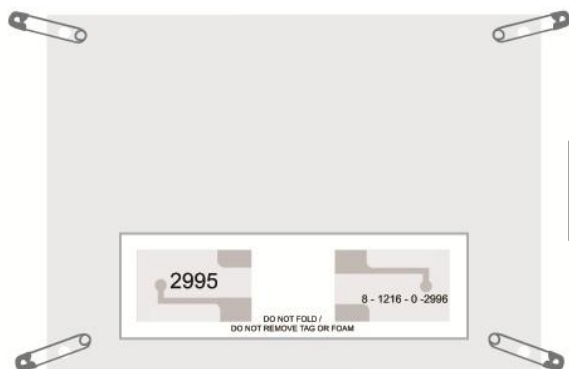 2995
8 - 1216 - 0 -2996
DO NOT FOLD /
DO NOT REMOVE TAG OR FOAM